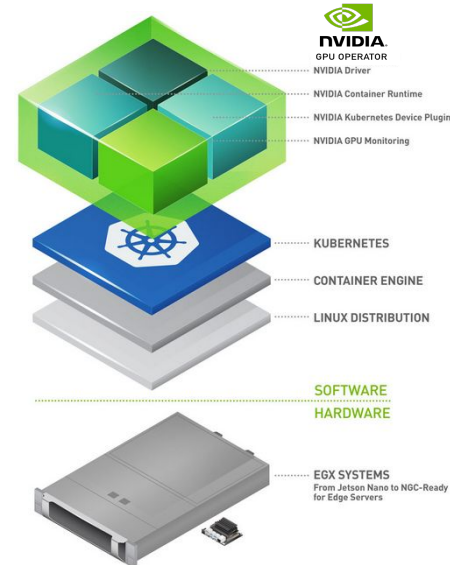 NVIDIA.
GPU OPERATOR
NVIDIA Driver
NVIDIA Container Runtime
NVIDIA Kubernetes Device Plugin
NVIDIA GPU Monitoring
KUBERNETES
CONTAINER ENGINE
LINUX DISTRIBUTION
SOFTWARE
HARDWARE
EGX SYSTEMS
From Jetson Nano to NGC-Ready
for Edge Servers